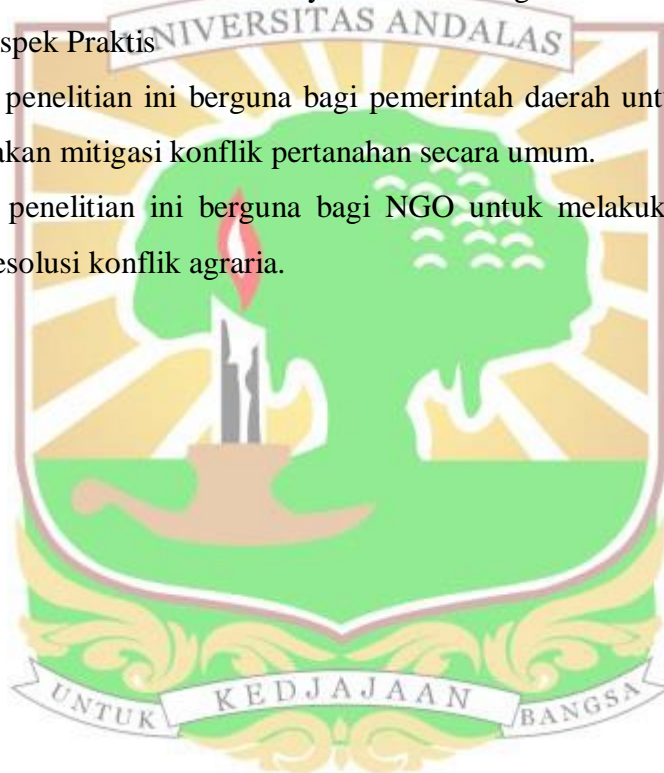 UNIVERSITAS ANDALAS
spek Praktis
penelitian ini berguna bagi pemerintah daerah unt
akan mitigasi konflik pertanahan secara umum.
penelitian ini berguna bagi NGO untuk melakuk
esolusi konflik agraria.
UNTUK KEDJAJAAN BANGSA